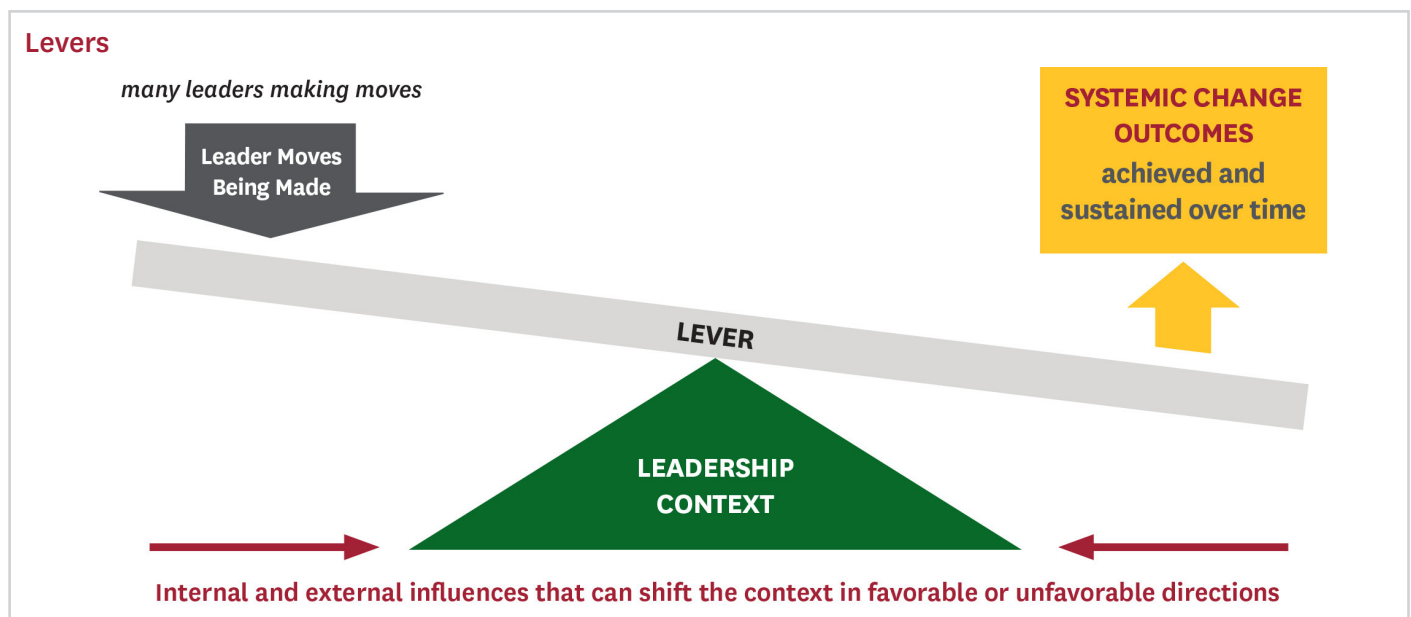 Levers
many leaders making moves
Leader Moves
Being Made
SYSTEMIC CHANGE
OUTCOMES
achieved and
sustained over time
LEVER
LEADERSHIP
CONTEXT
Internal and external influences that can shift the context in favorable or unfavorable directions